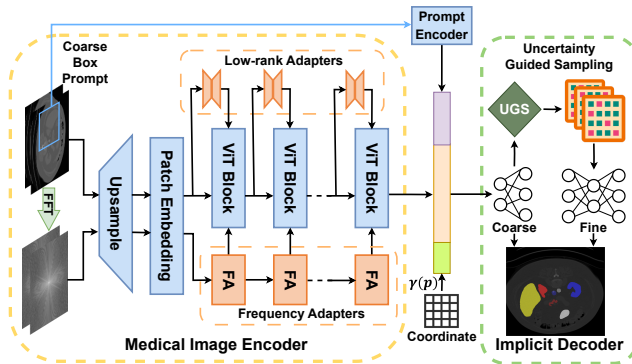 Coarse
Box
Prompt
FFT
Upsample
Patch Embedding
Low-rank Adapters
ViT Block
ViT Block
ViT Block
FA
FA
FA
Frequency Adapters
Medical Image Encoder
Prompt
Encoder
γ(p)
Coordinate
Uncertainty
Guided Sampling
UGS
Coarse
Fine
Implicit Decoder